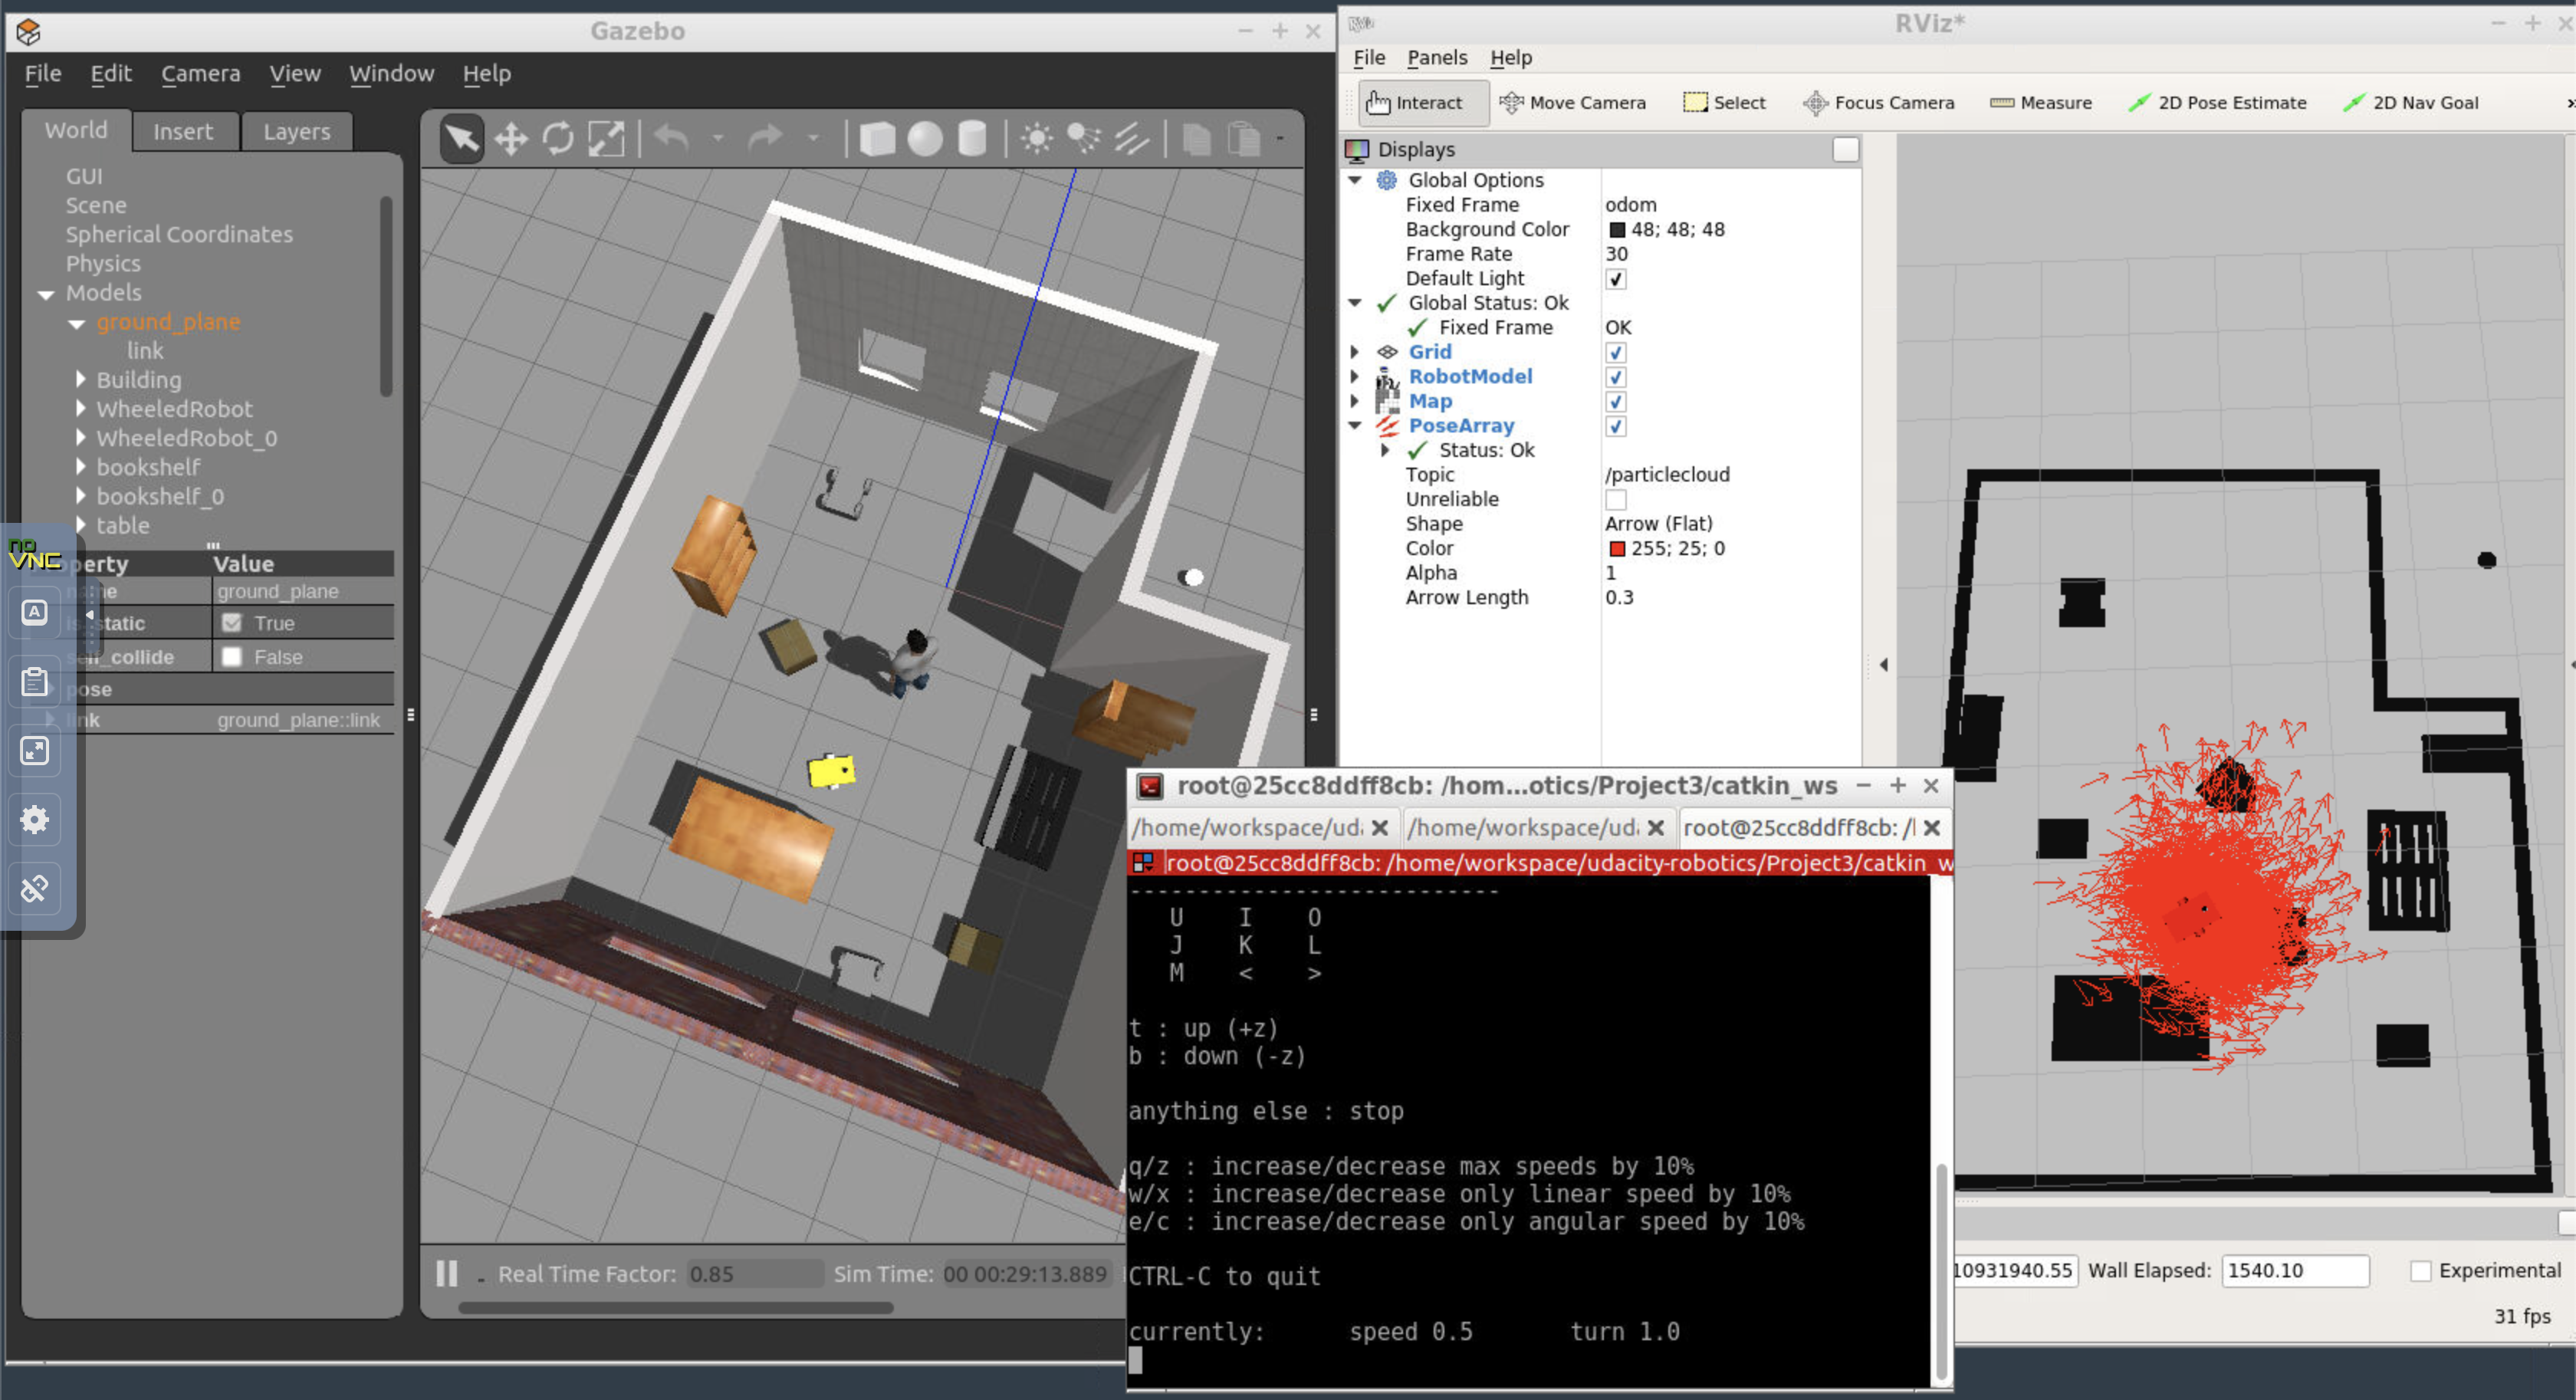 Gazebo
File Edit Camera View Window Help
World Insert Layers
GUI
Scene
Spherical Coordinates
Physics
Models
ground_plane
link
Building
WheeledRobot
WheeledRobot_0
bookshelf
bookshelf_0
table
no
VNC
operty Value
ground_plane
static True
self_collide False
pose
link ground_plane::link
A
Real Time Factor: 0.85 Sim Time: 00 00:29:13.889
RViz*
File Panels Help
Interact Move Camera Select Focus Camera Measure 2D Pose Estimate 2D Nav Goal »
Displays
Global Options
Fixed Frame odom
Background Color 48; 48; 48
Frame Rate 30
Default Light
Global Status: Ok
Fixed Frame OK
Grid
RobotModel
Map
PoseArray
Status: Ok
Topic /particlecloud
Unreliable
Shape Arrow (Flat)
Color 255; 25; 0
Alpha 1
Arrow Length 0.3
root@25cc8ddff8cb: /hom...otics/Project3/catkin_ws
/home/workspace/uda /home/workspace/uda root@25cc8ddff8cb: /
root@25cc8ddff8cb: /home/workspace/udacity-robotics/Project3/catkin_w
---------------------------
U I O
J K L
M < >
t : up (+z)
b : down (-z)
anything else : stop
q/z : increase/decrease max speeds by 10%
w/x : increase/decrease only linear speed by 10%
e/c : increase/decrease only angular speed by 10%
CTRL-C to quit
currently: speed 0.5 turn 1.0
10931940.55 Wall Elapsed: 1540.10 Experimental
31 fps